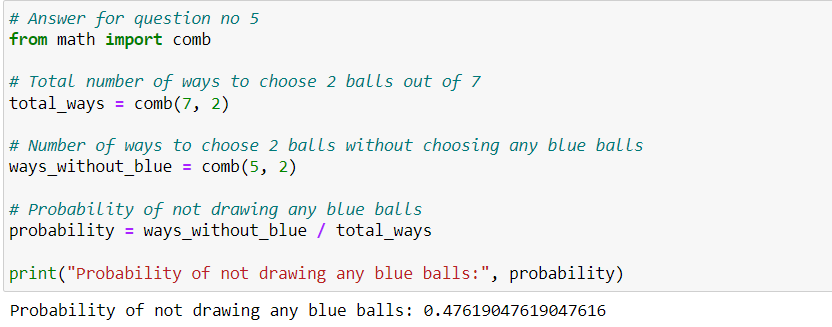 # Answer for question no 5
from math import comb
# Total number of ways to choose 2 balls out of 7
total_ways = comb(7, 2)
# Number of ways to choose 2 balls without choosing any blue balls
ways_without_blue = comb(5, 2)
# Probability of not drawing any blue balls
probability = ways_without_blue / total_ways
print("Probability of not drawing any blue balls:", probability)
Probability of not drawing any blue balls: 0.47619047619047616